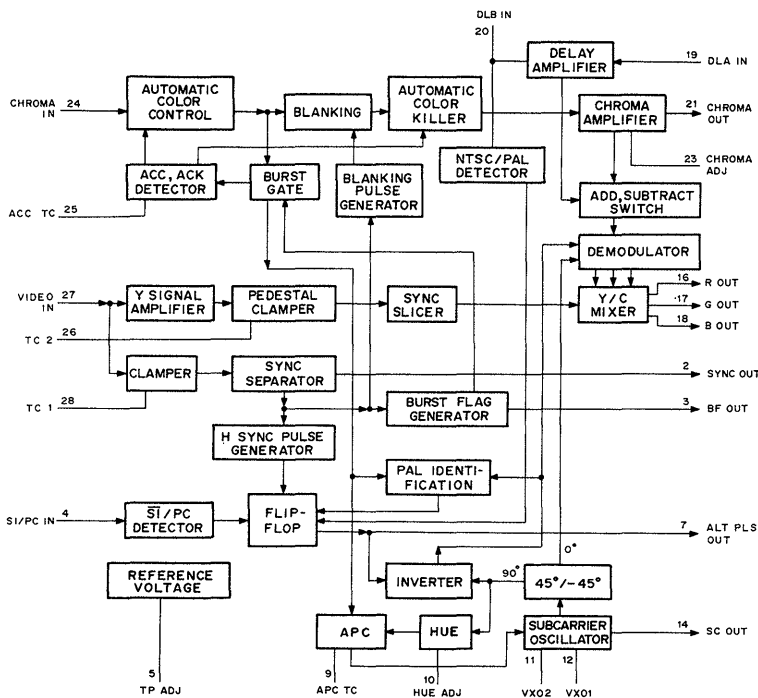 DLB IN
20
DELAY
AMPLIFIER
19
DLA IN
CHROMA
IN
24
AUTOMATIC
COLOR
CONTROL
BLANKING
AUTOMATIC
COLOR
KILLER
CHROMA
AMPLIFIER
21
CHROMA
OUT
ACC, ACK
DETECTOR
BURST
GATE
BLANKING
PULSE
GENERATOR
NTSC/PAL
DETECTOR
23
CHROMA
ADJ
ACC TC
25
ADD, SUBTRACT
SWITCH
DEMODULATOR
VIDEO
IN
27
Y SIGNAL
AMPLIFIER
PEDESTAL
CLAMPER
SYNC
SLICER
Y/C
MIXER
16
R OUT
17
G OUT
18
B OUT
TC 2
26
CLAMPER
SYNC
SEPARATOR
2
SYNC OUT
TC 1
28
BURST FLAG
GENERATOR
3
BF OUT
H SYNC PULSE
GENERATOR
PAL IDENTI-
FICATION
SI/PC IN
4
S̅I̅/PC
DETECTOR
FLIP-
FLOP
7
ALT PLS
OUT
0°
REFERENCE
VOLTAGE
INVERTER
90°
45°/-45°
APC
HUE
SUBCARRIER
OSCILLATOR
14
SC OUT
5
TP ADJ
9
APC TC
10
HUE ADJ
11
VXO2
12
VXO1